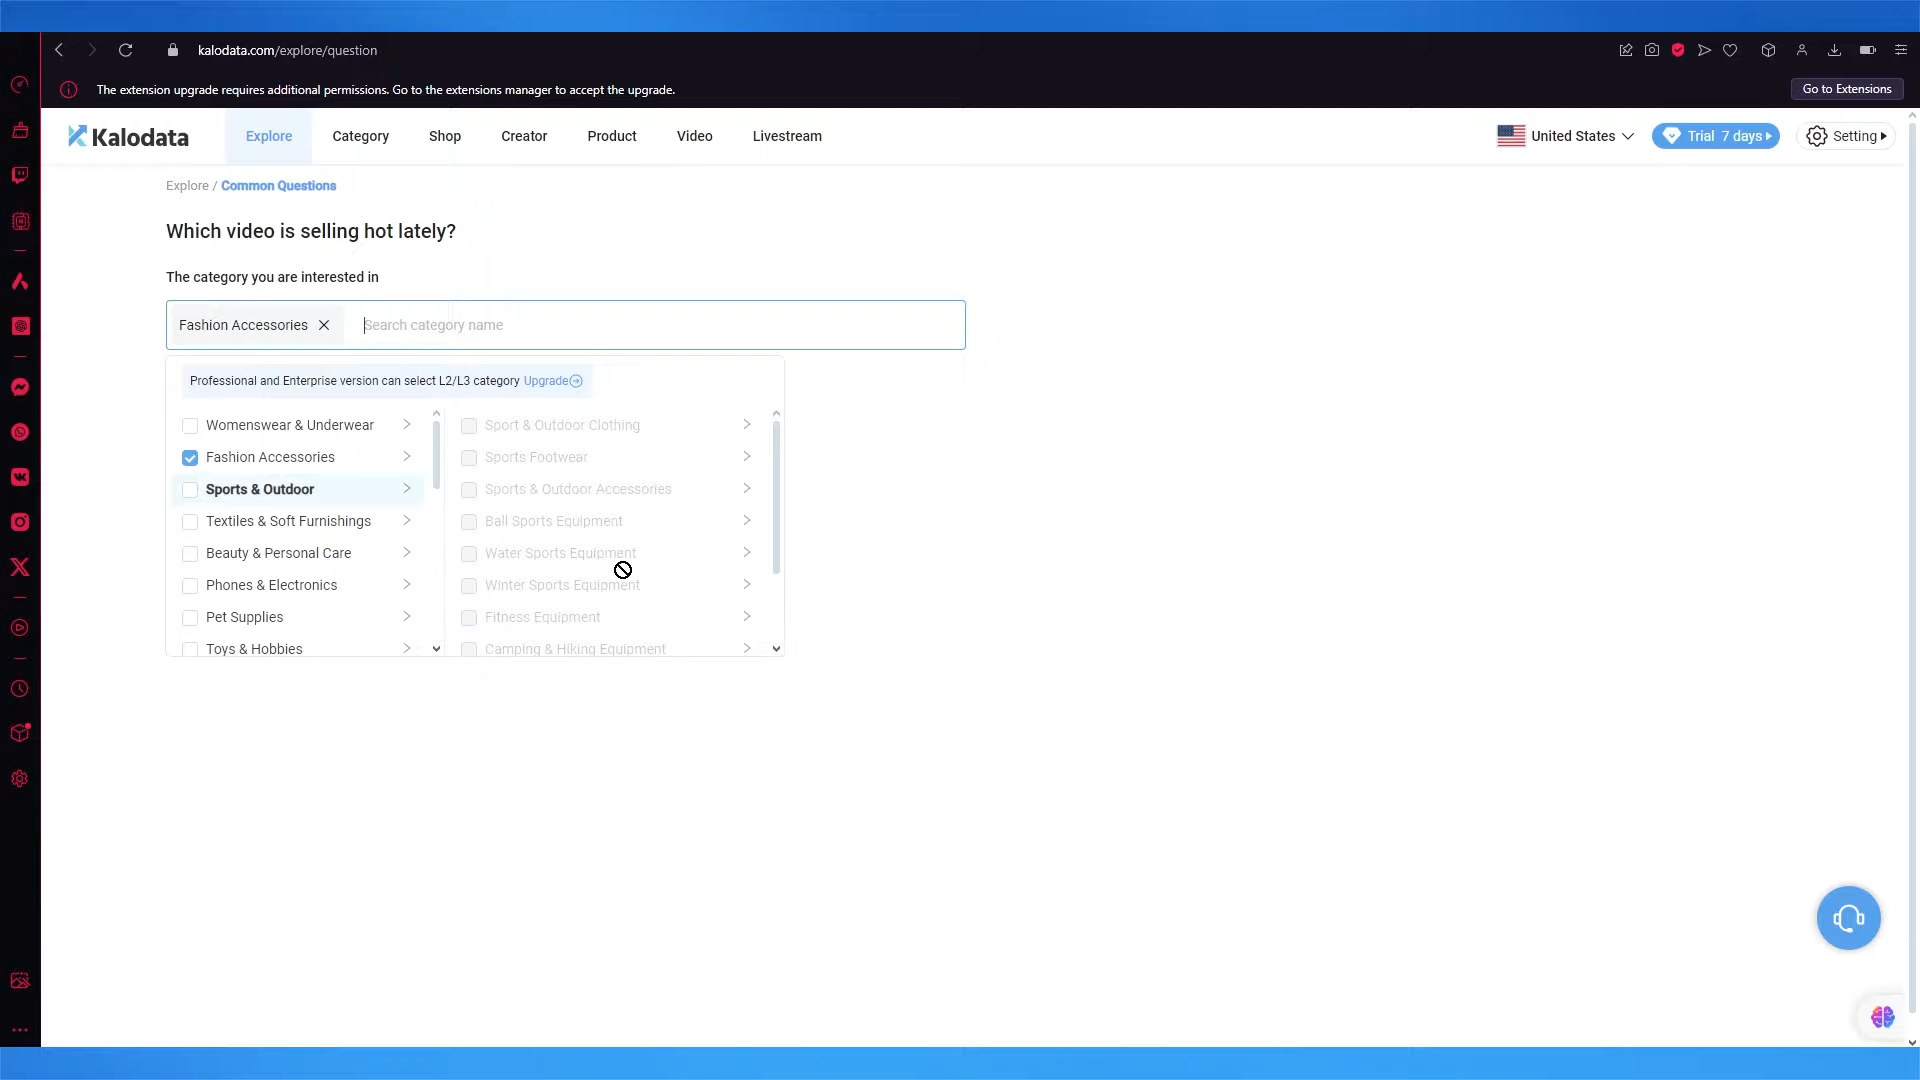 kalodata.com/explore/question
The extension upgrade requires additional permissions. Go to the extensions manager to accept the upgrade.
Go to Extensions
Kalodata
Explore
Category
Shop
Creator
Product
Video
Livestream
United States
Trial 7 days
Setting
Explore / Common Questions
Which video is selling hot lately?
The category you are interested in
Fashion Accessories
Search category name
Professional and Enterprise version can select L2/L3 category Upgrade
Womenswear & Underwear
Sport & Outdoor Clothing
Fashion Accessories
Sports Footwear
Sports & Outdoor
Sports & Outdoor Accessories
Textiles & Soft Furnishings
Ball Sports Equipment
Beauty & Personal Care
Water Sports Equipment
Phones & Electronics
Winter Sports Equipment
Pet Supplies
Fitness Equipment
Toys & Hobbies
Camping & Hiking Equipment